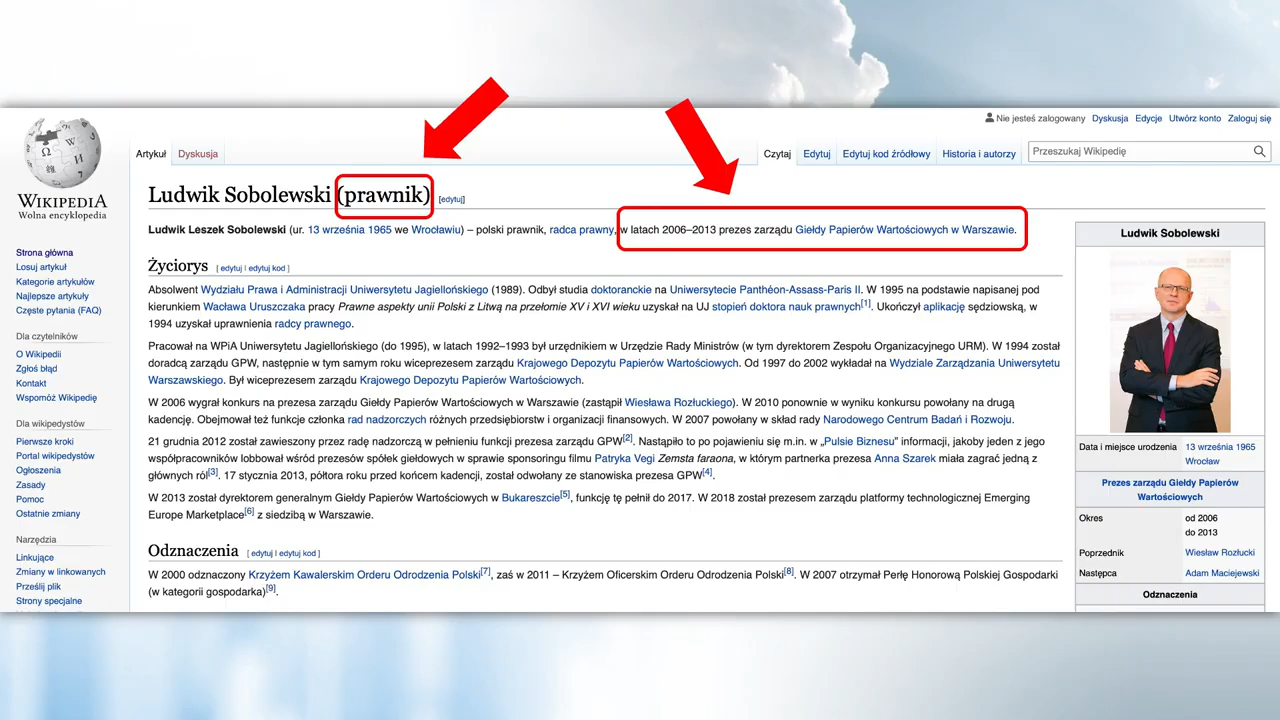 Nie jesteś zalogowany Dyskusja Edycje Utwórz konto Zaloguj się
Artykuł Dyskusja Czytaj Edytuj Edytuj kod źródłowy Historia i autorzy Przeszukaj Wikipedię
WIKIPEDIA
Wolna encyklopedia
Strona główna
Losuj artykuł
Kategorie artykułów
Najlepsze artykuły
Częste pytania (FAQ)
Dla czytelników
O Wikipedii
Zgłoś błąd
Kontakt
Wspomóż Wikipedię
Dla wikipedystów
Pierwsze kroki
Portal wikipedystów
Ogłoszenia
Zasady
Pomoc
Ostatnie zmiany
Narzędzia
Linkujące
Zmiany w linkowanych
Prześlij plik
Strony specjalne
Ludwik Sobolewski (prawnik) [edytuj]
Ludwik Leszek Sobolewski (ur. 13 września 1965 we Wrocławiu) – polski prawnik, radca prawny, w latach 2006–2013 prezes zarządu Giełdy Papierów Wartościowych w Warszawie.
Życiorys [ edytuj | edytuj kod ]
Absolwent Wydziału Prawa i Administracji Uniwersytetu Jagiellońskiego (1989). Odbył studia doktoranckie na Uniwersytecie Panthéon-Assass-Paris II. W 1995 na podstawie napisanej pod
kierunkiem Wacława Uruszczaka pracy Prawne aspekty unii Polski z Litwą na przełomie XV i XVI wieku uzyskał na UJ stopień doktora nauk prawnych[1]. Ukończył aplikację sędziowską, w
1994 uzyskał uprawnienia radcy prawnego.
Pracował na WPiA Uniwersytetu Jagiellońskiego (do 1995), w latach 1992–1993 był urzędnikiem w Urzędzie Rady Ministrów (w tym dyrektorem Zespołu Organizacyjnego URM). W 1994 został
doradcą zarządu GPW, następnie w tym samym roku wiceprezesem zarządu Krajowego Depozytu Papierów Wartościowych. Od 1997 do 2002 wykładał na Wydziale Zarządzania Uniwersytetu
Warszawskiego. Był wiceprezesem zarządu Krajowego Depozytu Papierów Wartościowych.
W 2006 wygrał konkurs na prezesa zarządu Giełdy Papierów Wartościowych w Warszawie (zastąpił Wiesława Rozłuckiego). W 2010 ponownie w wyniku konkursu powołany na drugą
kadencję. Obejmował też funkcje członka rad nadzorczych różnych przedsiębiorstw i organizacji finansowych. W 2007 powołany w skład rady Narodowego Centrum Badań i Rozwoju.
21 grudnia 2012 został zawieszony przez radę nadzorczą w pełnieniu funkcji prezesa zarządu GPW[2]. Nastąpiło to po pojawieniu się m.in. w „Pulsie Biznesu” informacji, jakoby jeden z jego
współpracowników lobbował wśród prezesów spółek giełdowych w sprawie sponsoringu filmu Patryka Vegi Zemsta faraona, w którym partnerka prezesa Anna Szarek miała zagrać jedną z
głównych ról[3]. 17 stycznia 2013, półtora roku przed końcem kadencji, został odwołany ze stanowiska prezesa GPW[4].
W 2013 został dyrektorem generalnym Giełdy Papierów Wartościowych w Bukareszcie[5], funkcję tę pełnił do 2017. W 2018 został prezesem zarządu platformy technologicznej Emerging
Europe Marketplace[6] z siedzibą w Warszawie.
Odznaczenia [ edytuj | edytuj kod ]
W 2000 odznaczony Krzyżem Kawalerskim Orderu Odrodzenia Polski[7], zaś w 2011 – Krzyżem Oficerskim Orderu Odrodzenia Polski[8]. W 2007 otrzymał Perłę Honorową Polskiej Gospodarki
(w kategorii gospodarka)[9].
Ludwik Sobolewski
Data i miejsce urodzenia 13 września 1965
Wrocław
Prezes zarządu Giełdy Papierów
Wartościowych
Okres od 2006
do 2013
Poprzednik Wiesław Rozłucki
Następca Adam Maciejewski
Odznaczenia